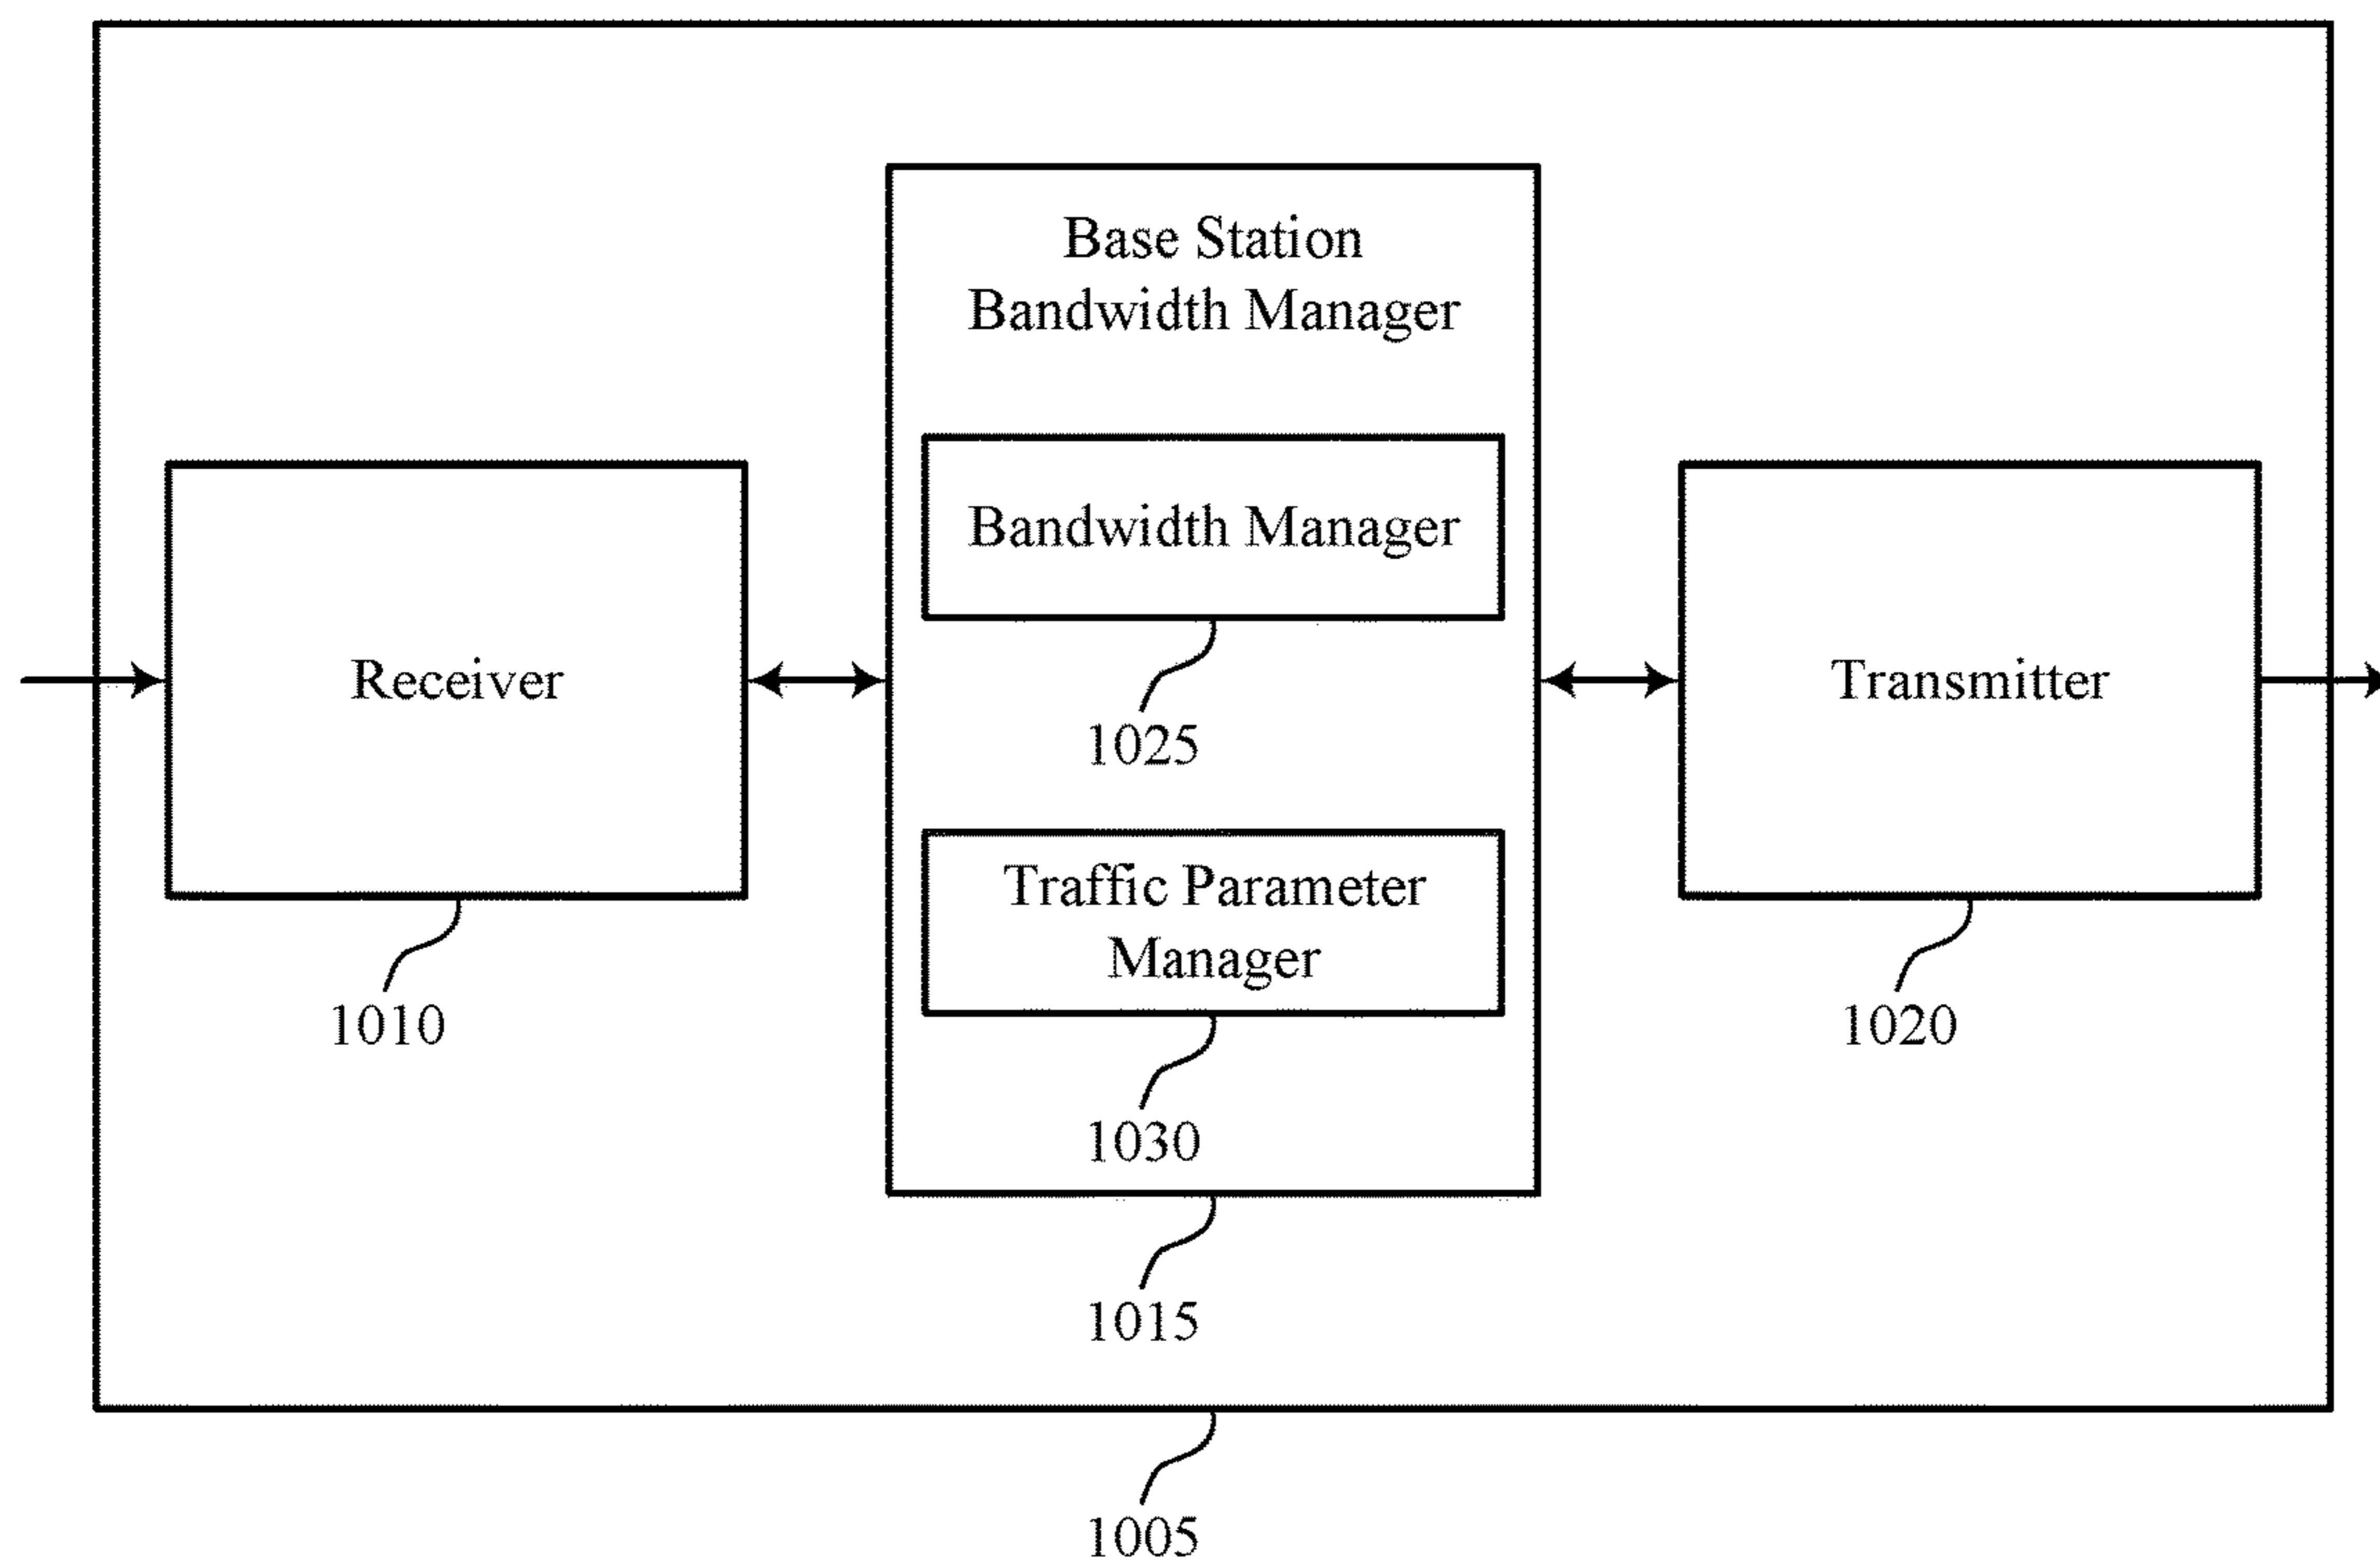 Base Station
Bandwidth Manager
Bandwidth Manager
Receiver
Transmitter
1025
Traffic Parameter
Manager
1010
1020
1030
1015
1005